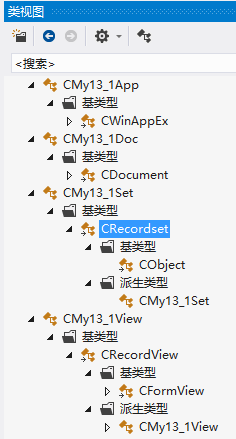 类视图
<搜索>
CMy13_1App
基类型
CWinAppEx
CMy13_1Doc
基类型
CDocument
CMy13_1Set
基类型
CRecordset
基类型
CObject
派生类型
CMy13_1Set
CMy13_1View
基类型
CRecordView
基类型
CFormView
派生类型
CMy13_1View